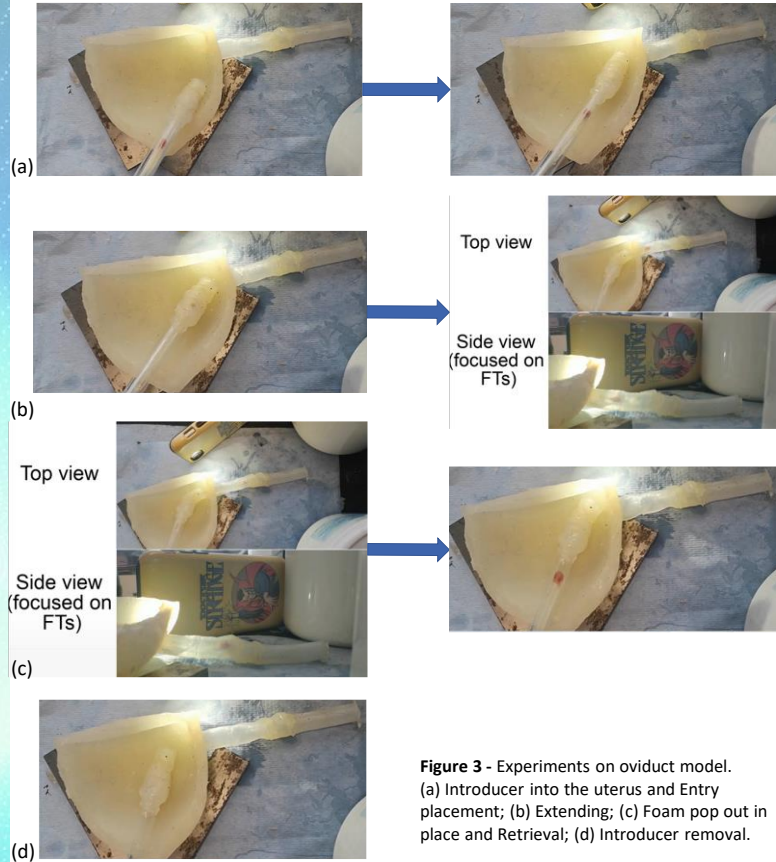 (a)
Top view
Side view
(focused on
FTs)
(b)
Top view
Side view
(focused on
FTs)
(c)
(d)
Figure 3 - Experiments on oviduct model.
(a) Introducer into the uterus and Entry
placement; (b) Extending; (c) Foam pop out in
place and Retrieval; (d) Introducer removal.